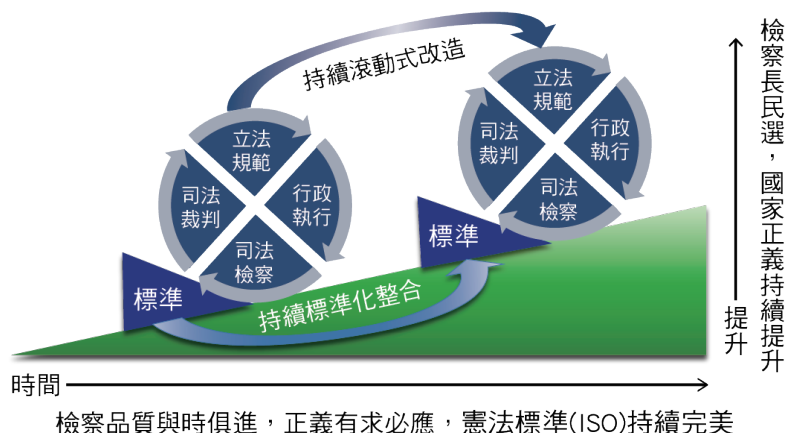 持續滾動式改造
立法
規範
行政
執行
司法
檢察
司法
裁判
標準
立法
規範
行政
執行
司法
檢察
司法
裁判
標準
持續標準化整合
檢察長民選，國家正義持續提升
提升
時間
檢察品質與時俱進，正義有求必應，憲法標準(ISO)持續完美